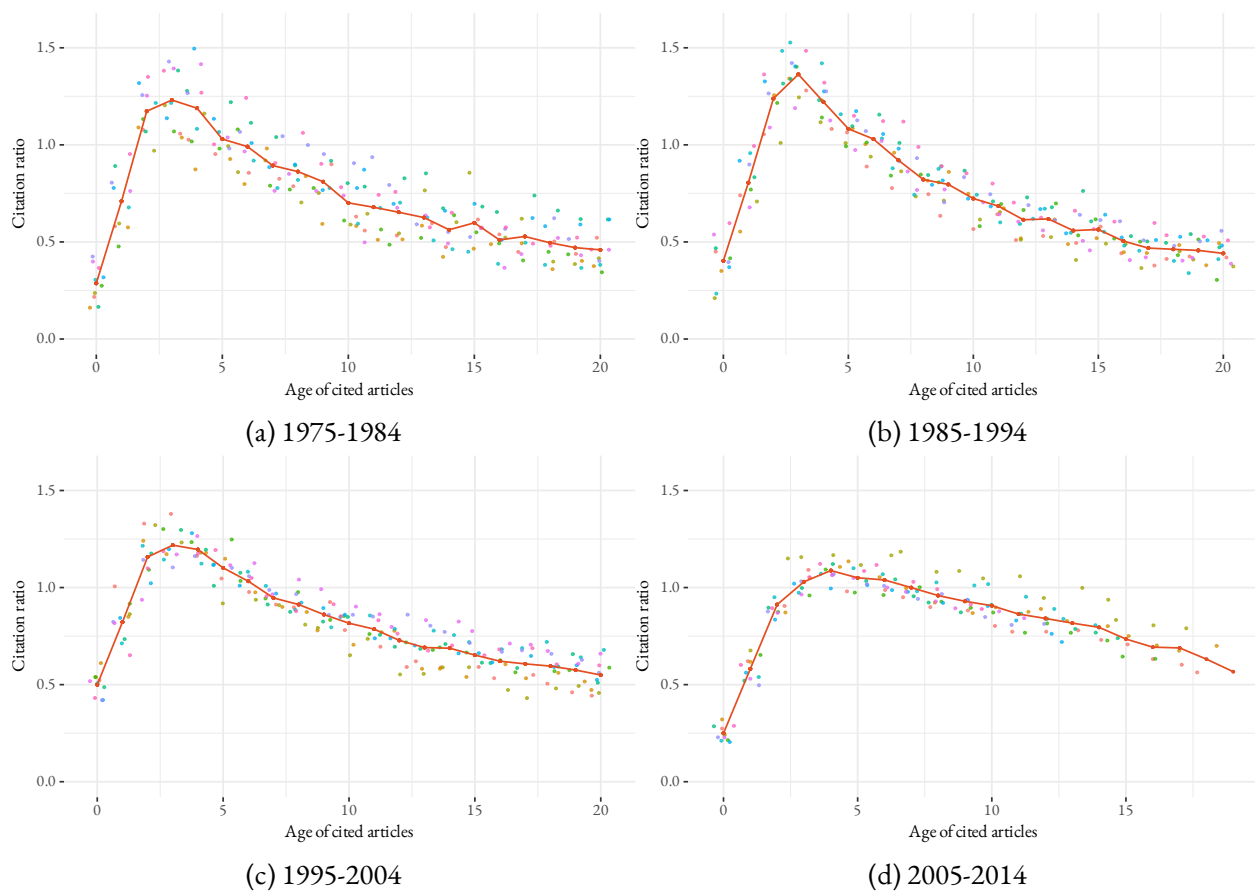 1.5
1.0
0.5
0.0
Citation ratio
0 5 10 15 20
Age of cited articles
(a) 1975-1984
1.5
1.0
0.5
0.0
Citation ratio
0 5 10 15 20
Age of cited articles
(b) 1985-1994
1.5
1.0
0.5
0.0
Citation ratio
0 5 10 15 20
Age of cited articles
(c) 1995-2004
1.5
1.0
0.5
0.0
Citation ratio
0 5 10 15
Age of cited articles
(d) 2005-2014